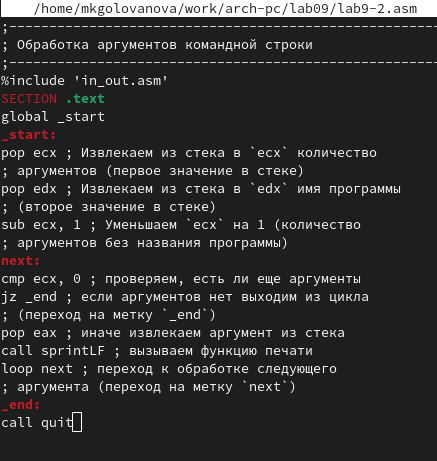 /home/mkgolovanova/work/arch-pc/lab09/lab9-2.asm
;--------------------------------------------------------
; Обработка аргументов командной строки
;--------------------------------------------------------
%include 'in_out.asm'
SECTION .text
global _start
_start:
pop ecx ; Извлекаем из стека в `ecx` количество
; аргументов (первое значение в стеке)
pop edx ; Извлекаем из стека в `edx` имя программы
; (второе значение в стеке)
sub ecx, 1 ; Уменьшаем `ecx` на 1 (количество
; аргументов без названия программы)
next:
cmp ecx, 0 ; проверяем, есть ли еще аргументы
jz _end ; если аргументов нет выходим из цикла
; (переход на метку `_end`)
pop eax ; иначе извлекаем аргумент из стека
call sprintLF ; вызываем функцию печати
loop next ; переход к обработке следующего
; аргумента (переход на метку `next`)
_end:
call quit